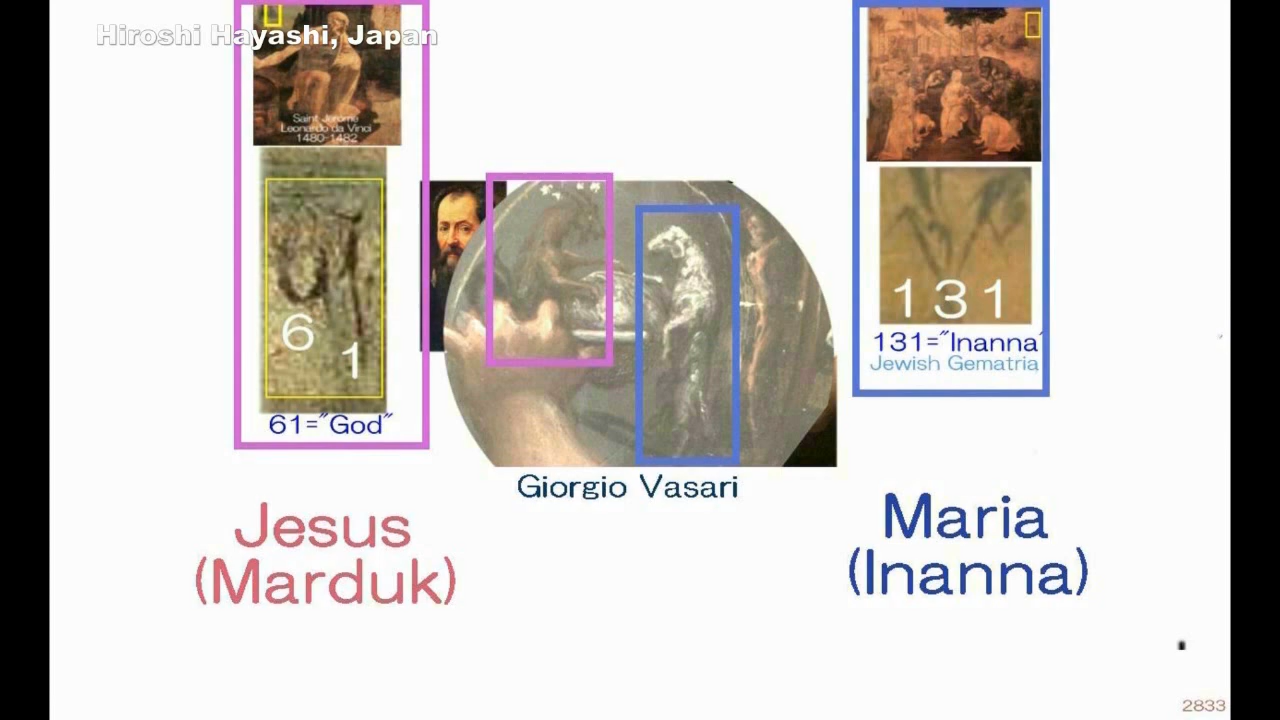 Hiroshi Hayashi, Japan
Saint Jerome
Leonardo da Vinci
1480-1482
6
1
61="God"
Giorgio Vasari
131
131="Inanna"
Jewish Gematria
Jesus
(Marduk)
Maria
(Inanna)
2833